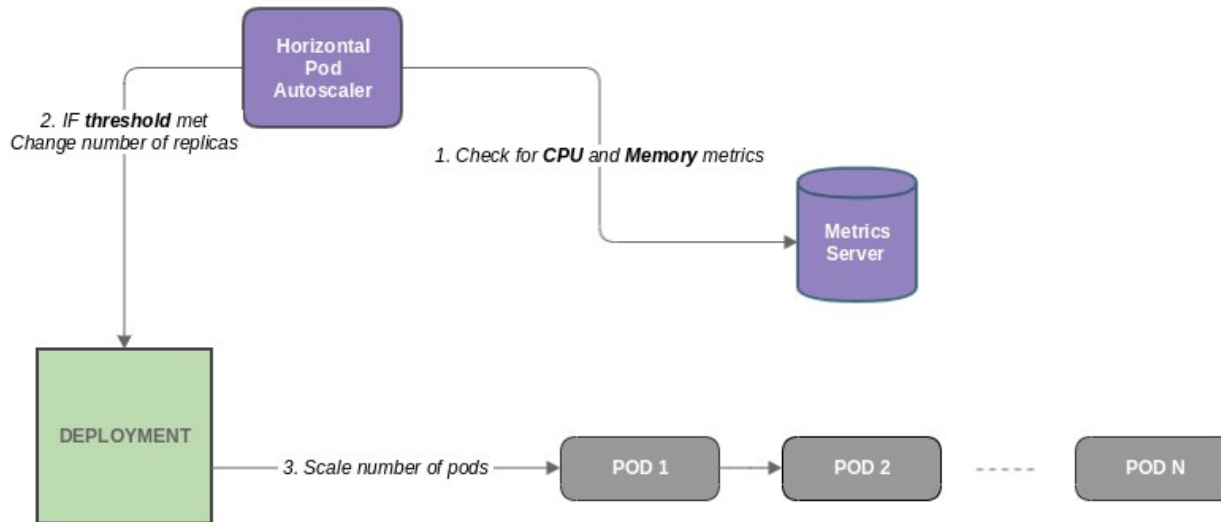 Horizontal
Pod
Autoscaler
2. IF threshold met
Change number of replicas
1. Check for CPU and Memory metrics
Metrics
Server
DEPLOYMENT
3. Scale number of pods
POD 1
POD 2
POD N